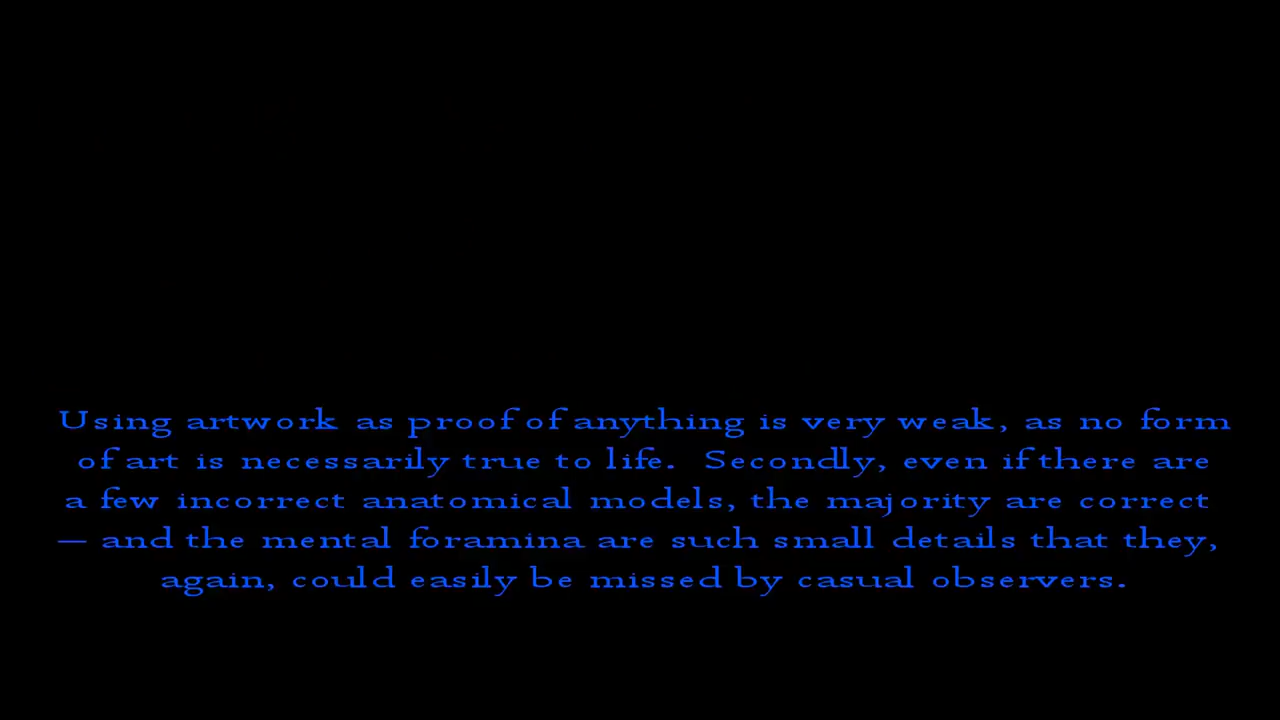 Using artwork as proof of anything is very weak, as no form
of art is necessarily true to life. Secondly, even if there are
a few incorrect anatomical models, the majority are correct
— and the mental foramina are such small details that they,
again, could easily be missed by casual observers.